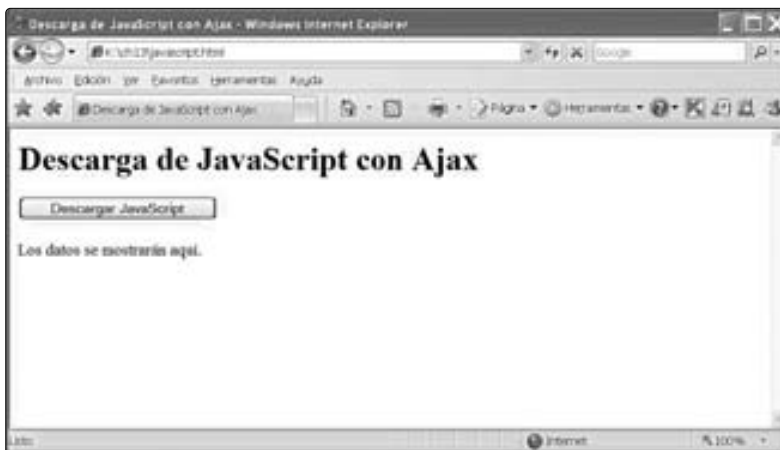 Descarga de JavaScript con Ajax - Windows Internet Explorer
Google
Archivo Edición Ver Favoritos Herramientas Ayuda
Descarga de JavaScript con Ajax
Página Herramientas
Descarga de JavaScript con Ajax
Descargar JavaScript
Los datos se mostrarán aquí.
Listo
Internet
100%